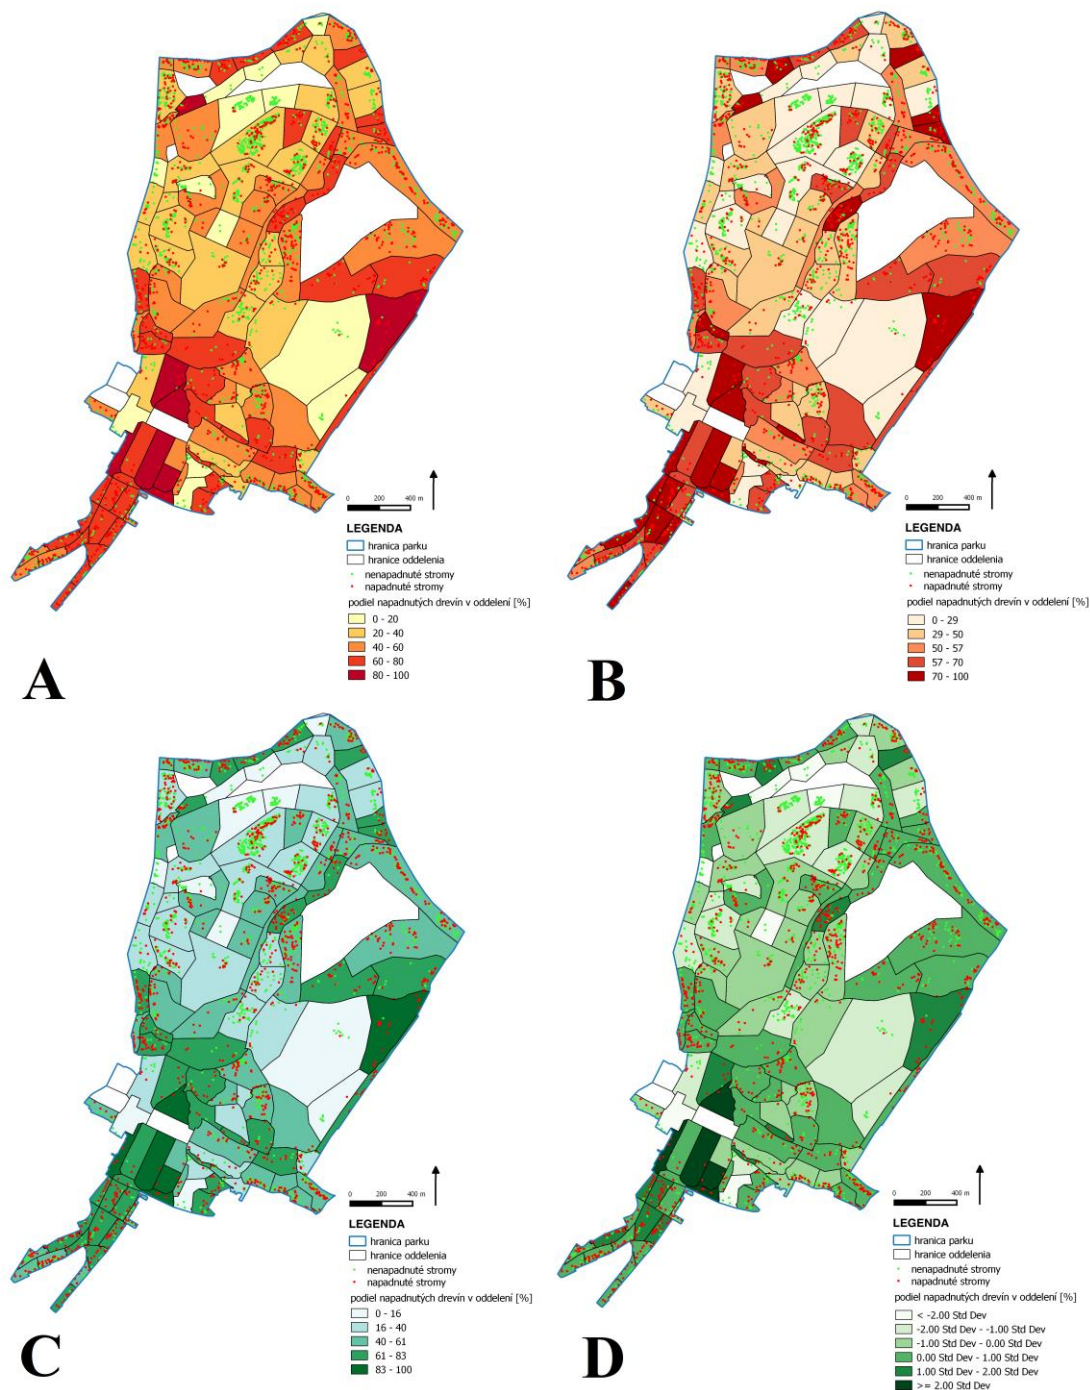 0 200 400 m
LEGENDA
hranica parku
hranice oddelenia
nenapadnuté stromy
napadnuté stromy
podiel napadnutých drevín v oddelení [%]
0 - 20
20 - 40
40 - 60
60 - 80
80 - 100
A
0 200 400 m
LEGENDA
hranica parku
hranice oddelenia
nenapadnuté stromy
napadnuté stromy
podiel napadnutých drevín v oddelení [%]
0 - 29
29 - 50
50 - 57
57 - 70
70 - 100
B
0 200 400 m
LEGENDA
hranica parku
hranice oddelenia
nenapadnuté stromy
napadnuté stromy
podiel napadnutých drevín v oddelení [%]
0 - 16
16 - 40
40 - 61
61 - 83
83 - 100
C
0 200 400 m
LEGENDA
hranica parku
hranice oddelenia
nenapadnuté stromy
napadnuté stromy
podiel napadnutých drevín v oddelení [%]
< -2.00 Std Dev
-2.00 Std Dev - -1.00 Std Dev
-1.00 Std Dev - 0.00 Std Dev
0.00 Std Dev - 1.00 Std Dev
1.00 Std Dev - 2.00 Std Dev
>= 2.00 Std Dev
D